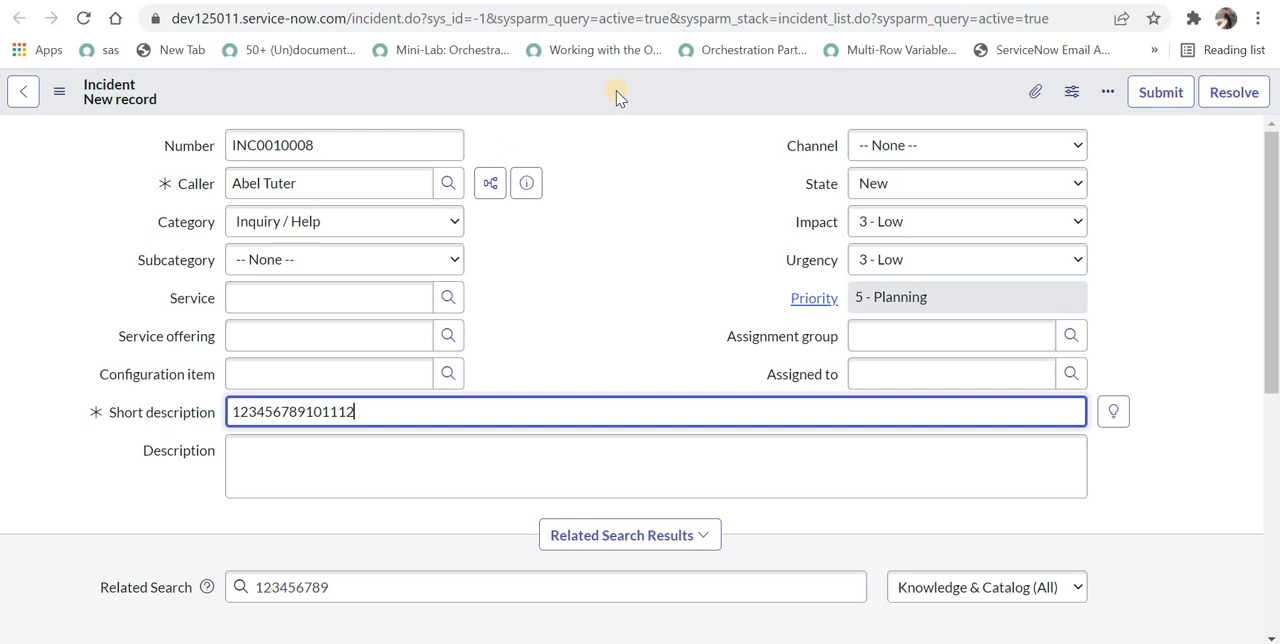 dev125011.service-now.com/incident.do?sys_id=-1&sysparm_query=active=true&sysparm_stack=incident_list.do?sysparm_query=active=true
Apps sas New Tab 50+ (Un)document... Mini-Lab: Orchestra... Working with the O... Orchestration Part... Multi-Row Variable... ServiceNow Email A... » Reading list
Incident
New record
Submit Resolve
Number INC0010008 Channel -- None --
Caller Abel Tuter State New
Category Inquiry / Help Impact 3 - Low
Subcategory -- None -- Urgency 3 - Low
Service Priority 5 - Planning
Service offering Assignment group
Configuration item Assigned to
Short description 123456789101112
Description
Related Search Results
Related Search 123456789 Knowledge & Catalog (All)